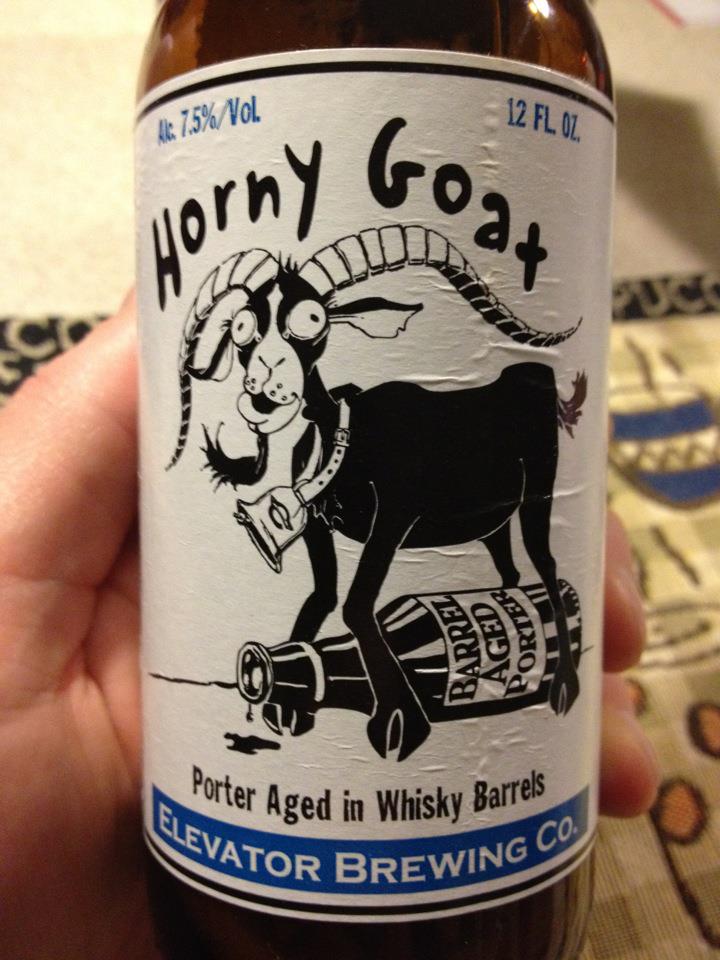 Alc. 7.5%/Vol.
12 FL. OZ.
Horny Goat
BARREL
AGED
PORTER
Porter Aged in Whisky Barrels
ELEVATOR BREWING CO.